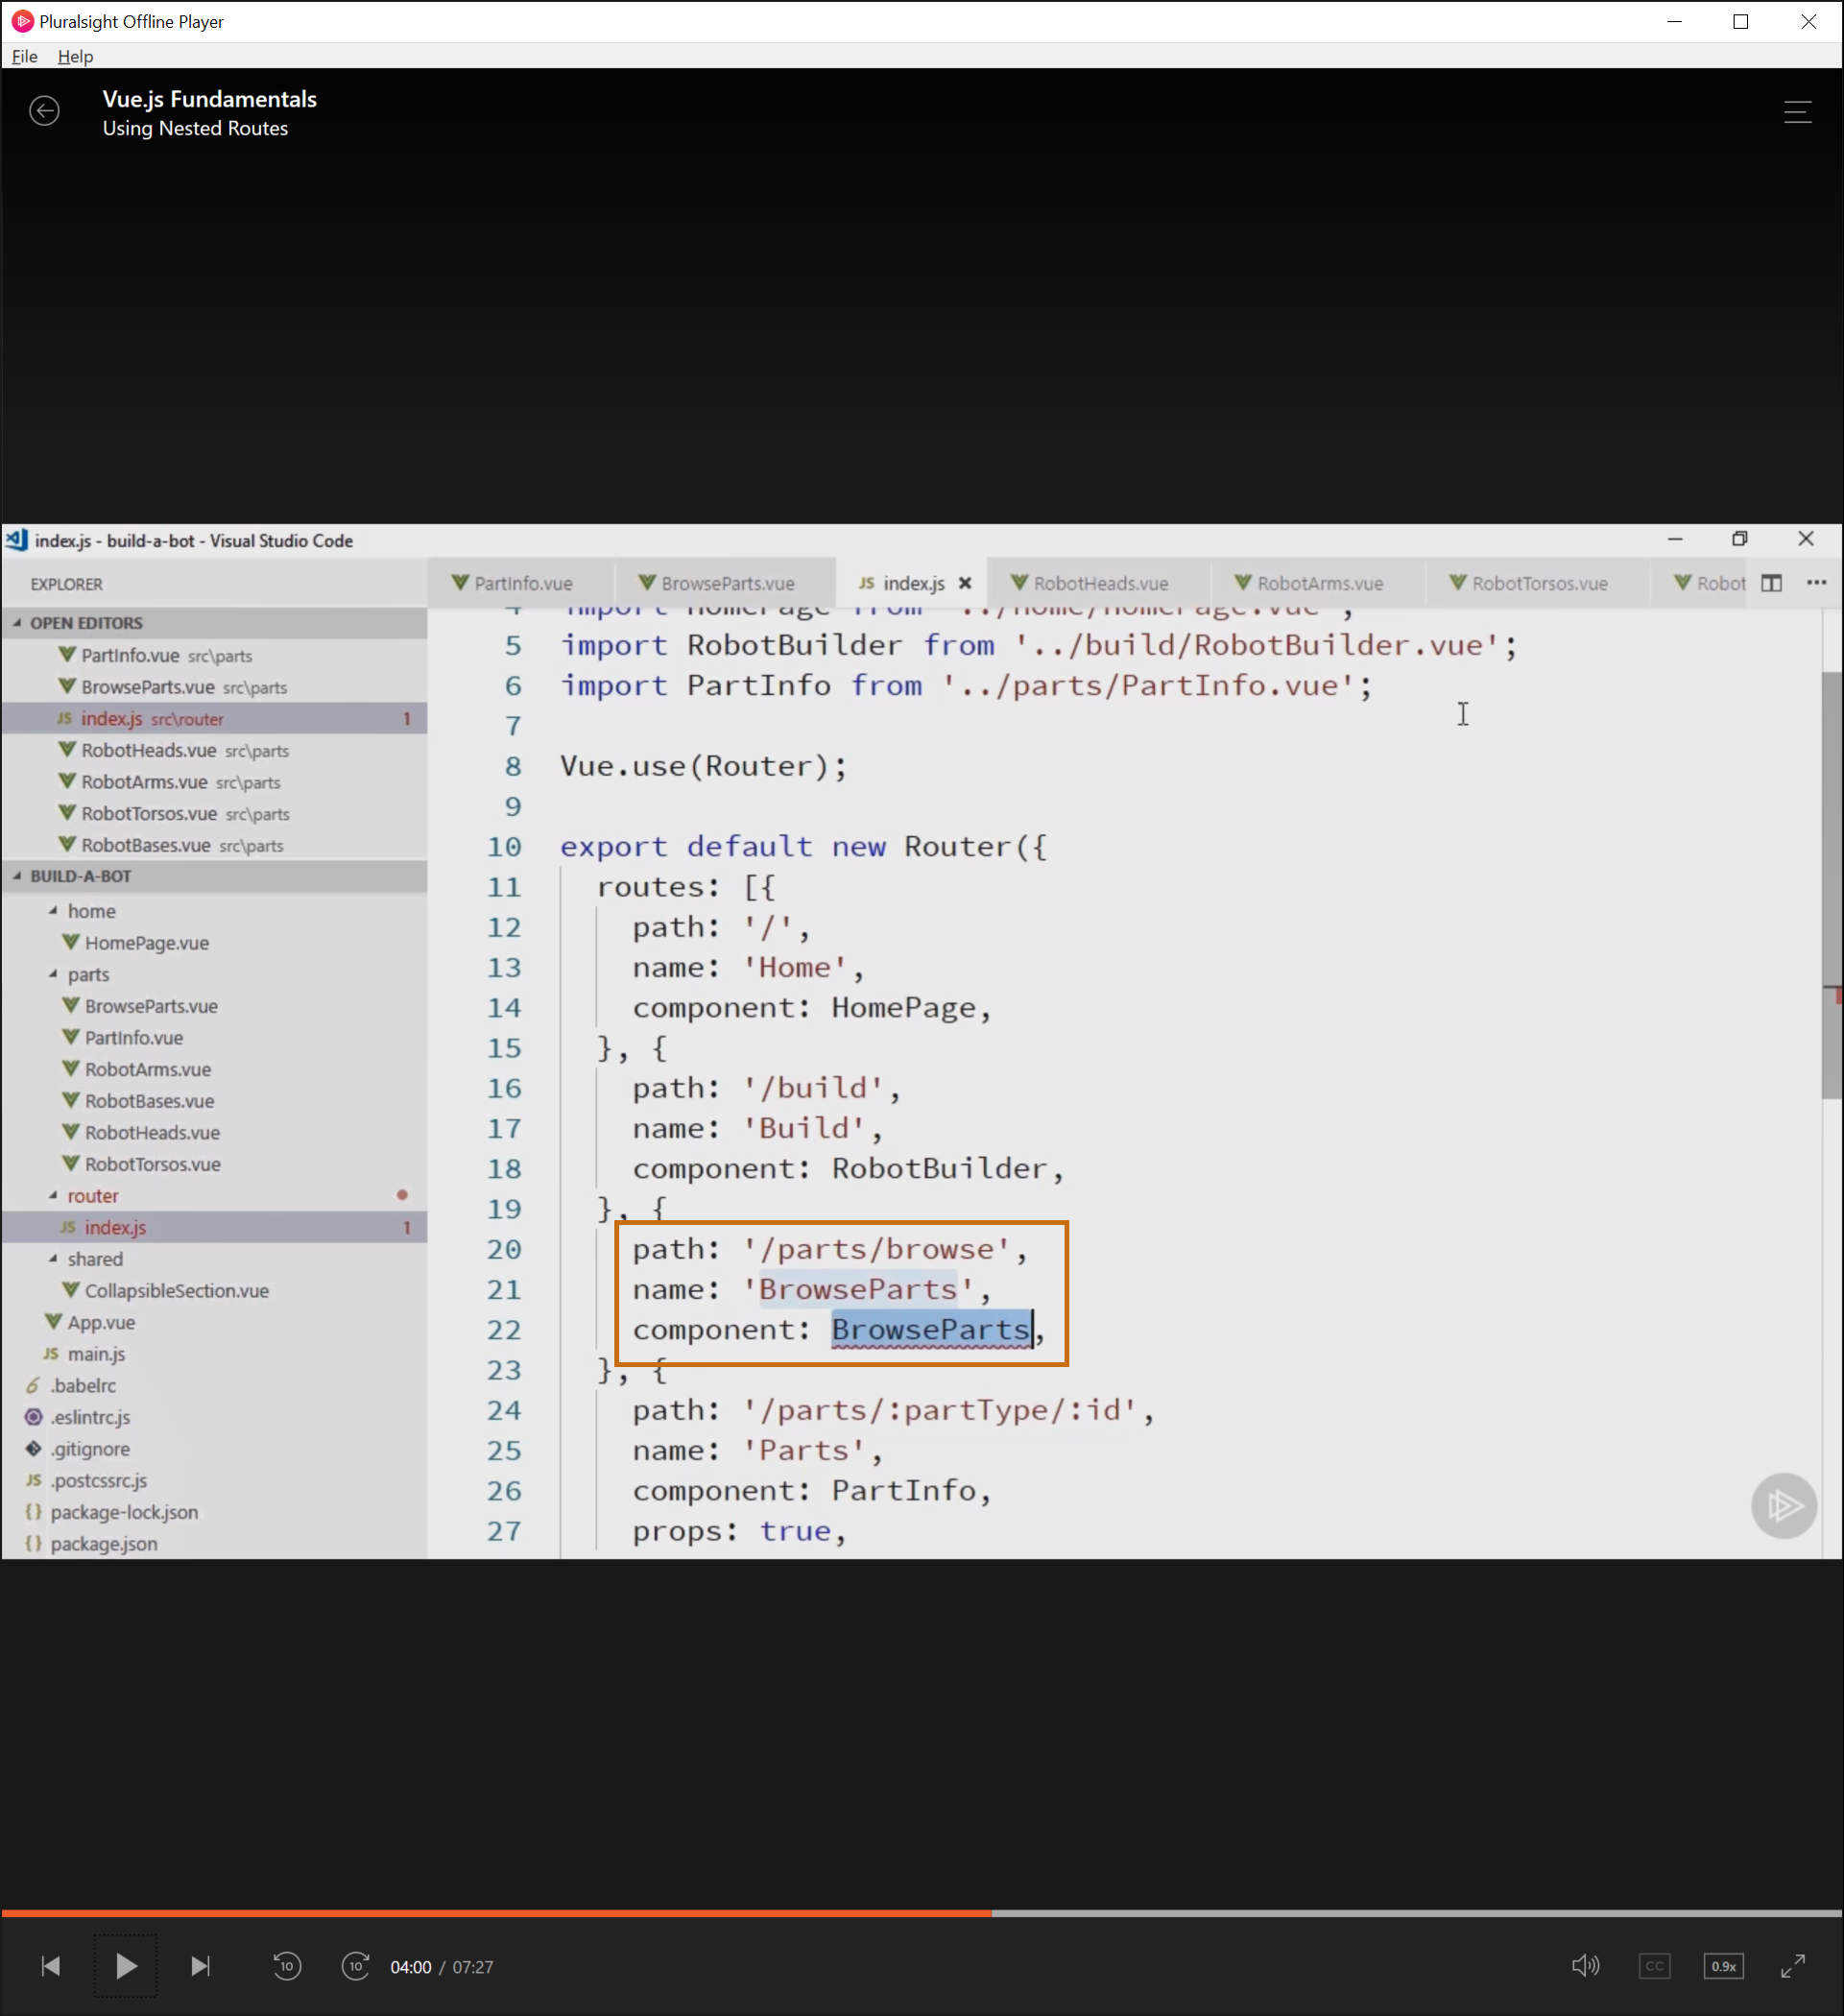 Pluralsight Offline Player
File Help
Vue.js Fundamentals
Using Nested Routes
index.js - build-a-bot - Visual Studio Code
EXPLORER
PartInfo.vue BrowseParts.vue JS index.js RobotHeads.vue RobotArms.vue RobotTorsos.vue Robot
OPEN EDITORS
PartInfo.vue src\parts
BrowseParts.vue src\parts
JS index.js src\router 1
RobotHeads.vue src\parts
RobotArms.vue src\parts
RobotTorsos.vue src\parts
RobotBases.vue src\parts
BUILD-A-BOT
home
HomePage.vue
parts
BrowseParts.vue
PartInfo.vue
RobotArms.vue
RobotBases.vue
RobotHeads.vue
RobotTorsos.vue
router
JS index.js 1
shared
CollapsibleSection.vue
App.vue
JS main.js
.babelrc
.eslintrc.js
.gitignore
JS .postcssrc.js
{} package-lock.json
{} package.json
4 import HomePage from '../home/HomePage.vue';
5 import RobotBuilder from '../build/RobotBuilder.vue';
6 import PartInfo from '../parts/PartInfo.vue';
7
8 Vue.use(Router);
9
10 export default new Router({
11 routes: [{
12 path: '/',
13 name: 'Home',
14 component: HomePage,
15 }, {
16 path: '/build',
17 name: 'Build',
18 component: RobotBuilder,
19 }, {
20 path: '/parts/browse',
21 name: 'BrowseParts',
22 component: BrowseParts,
23 }, {
24 path: '/parts/:partType/:id',
25 name: 'Parts',
26 component: PartInfo,
27 props: true,
10 10 04:00 / 07:27 CC 0.9x